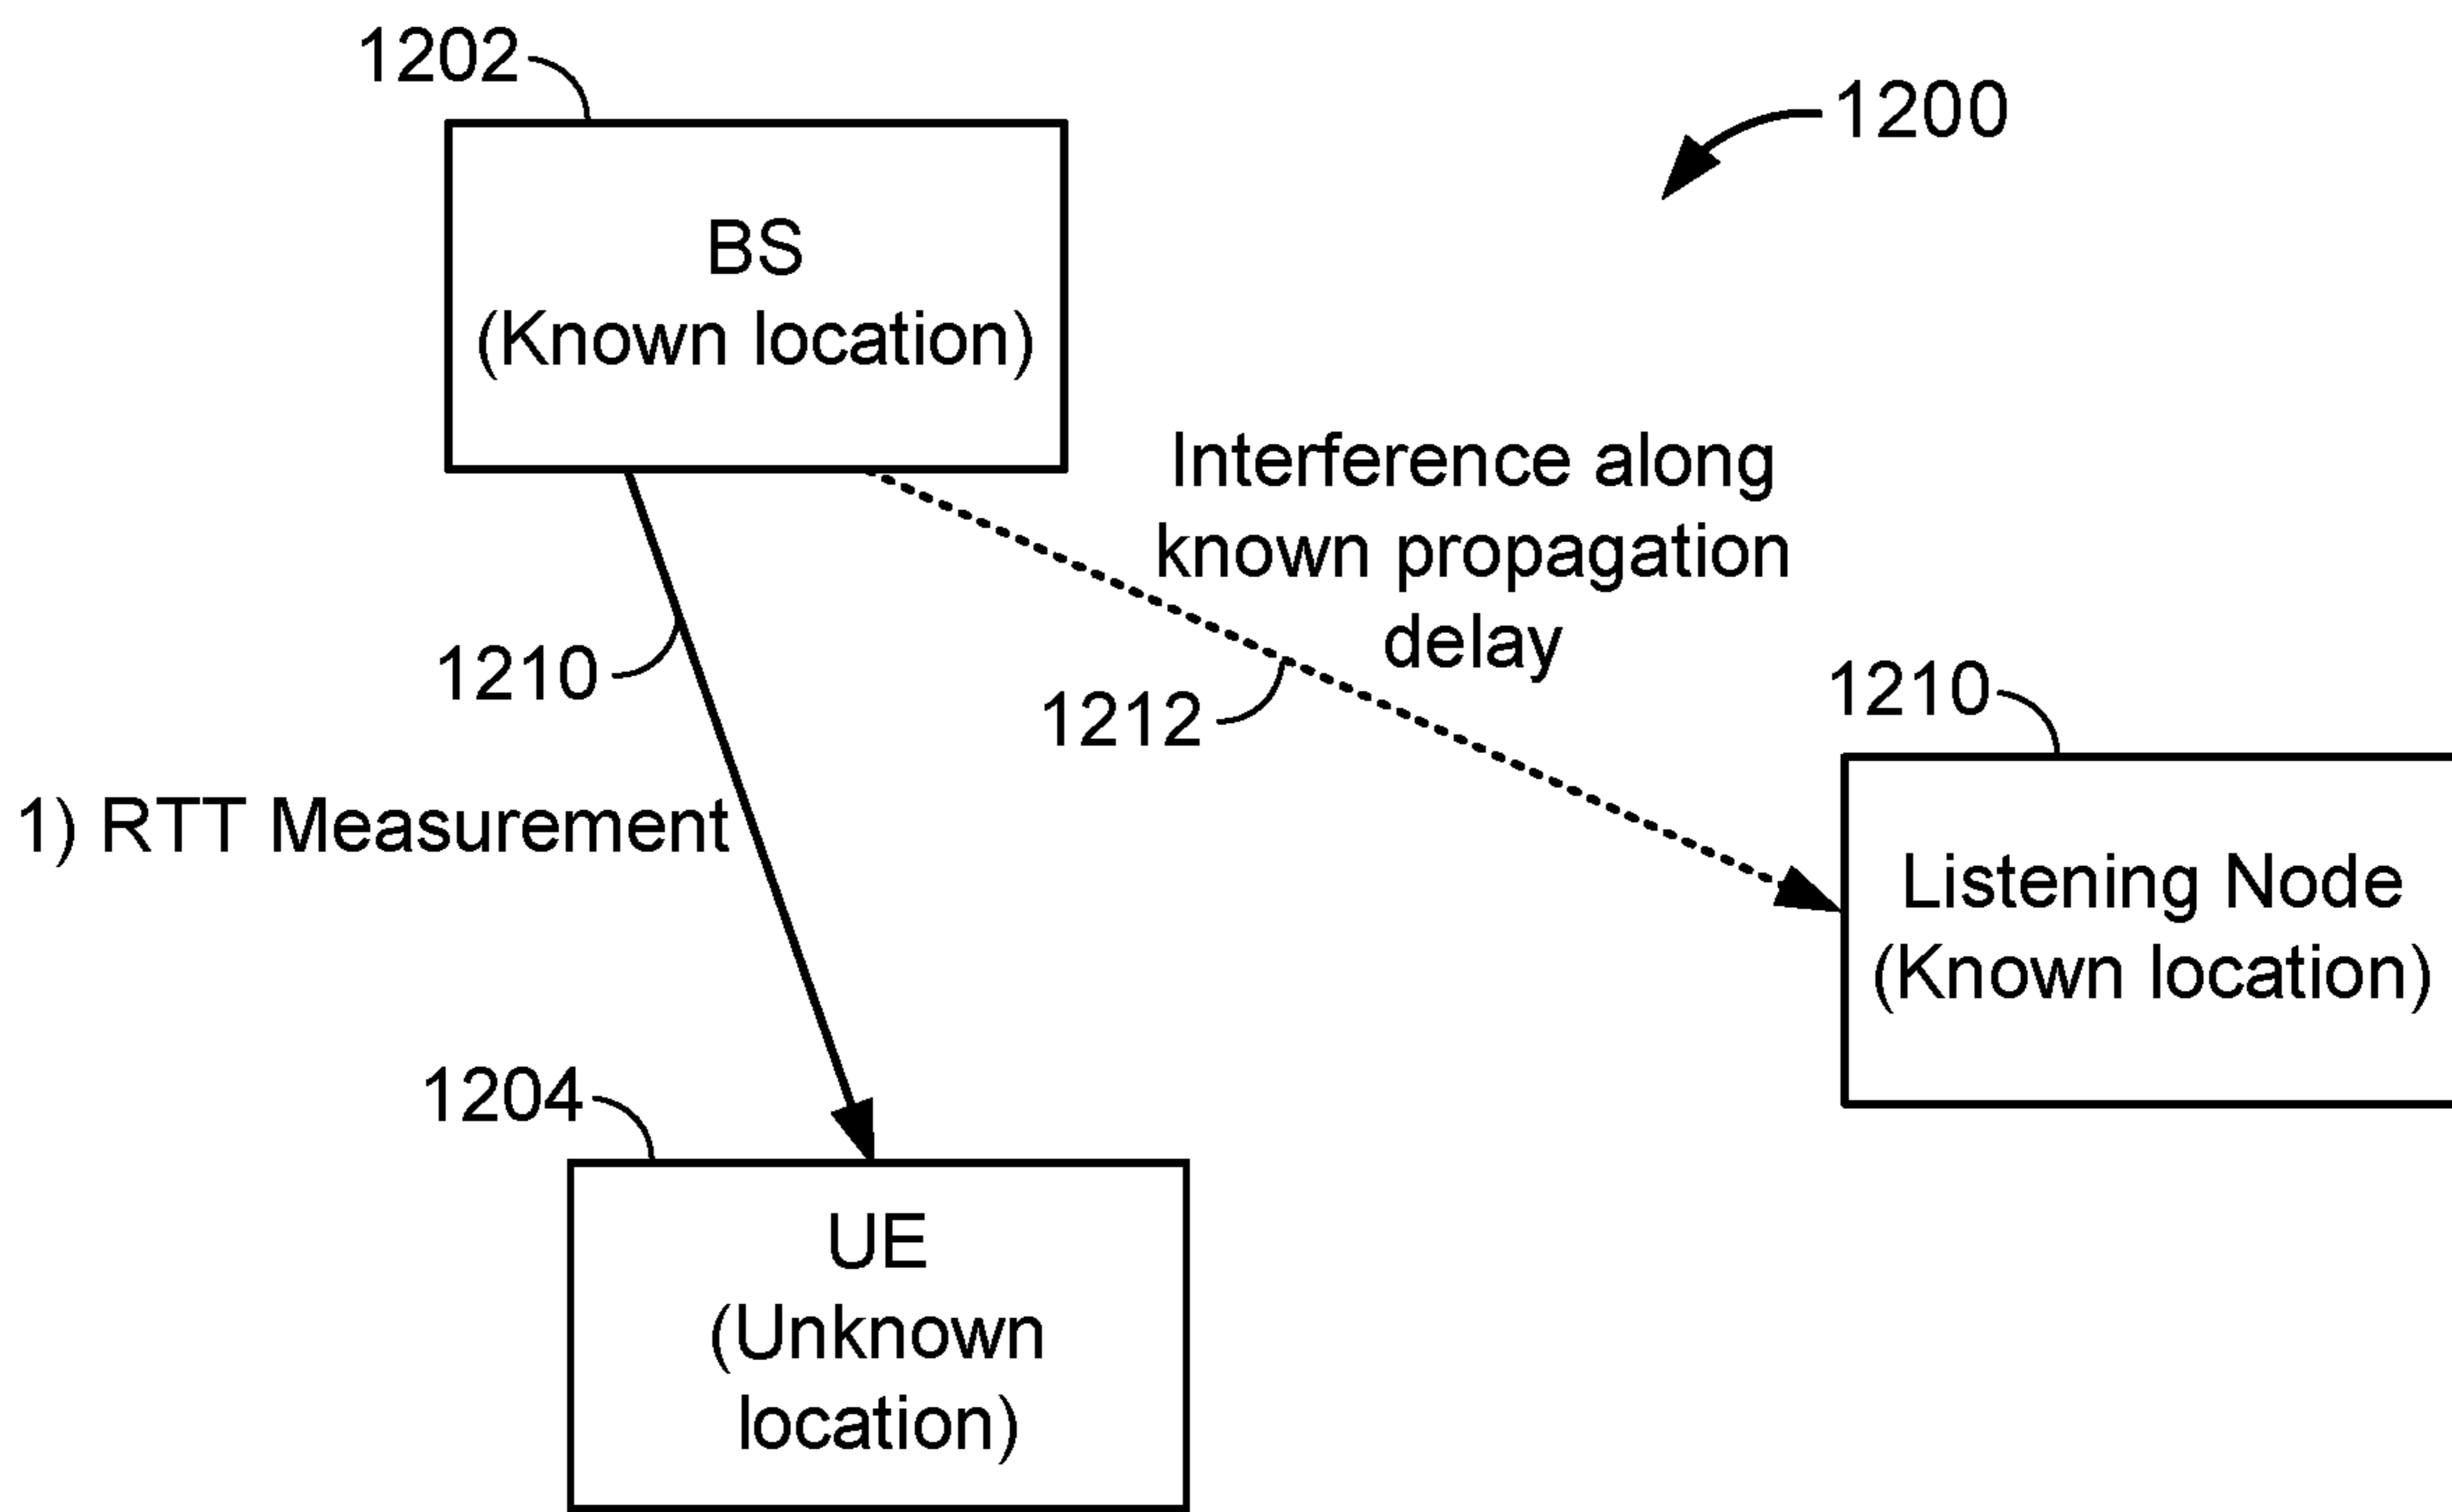 1202
1200
BS
(Known location)
Interference along
known propagation
delay
1210
1212
1210
1) RTT Measurement
Listening Node
(Known location)
1204
UE
(Unknown
location)